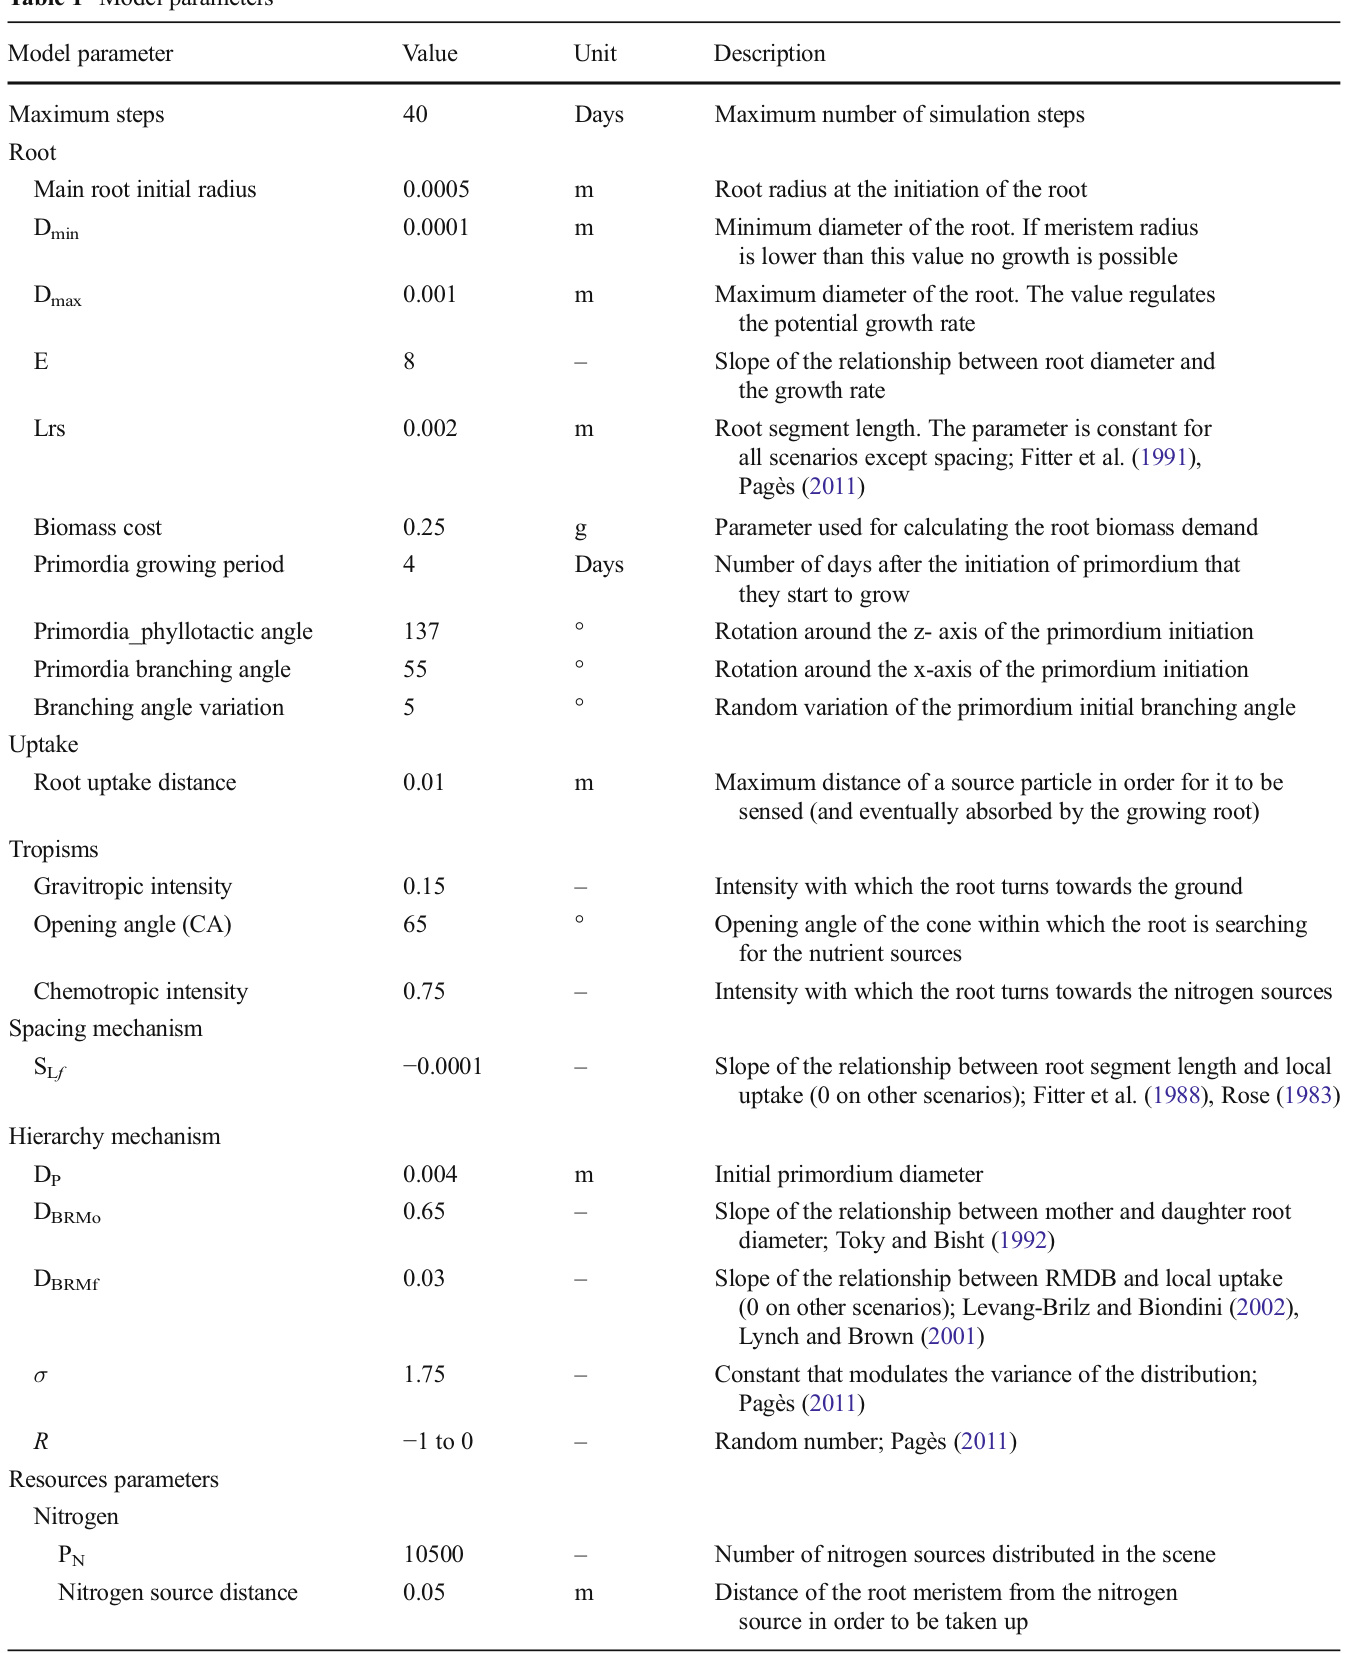 Table 1 Model parameters
Model parameter Value Unit Description
Maximum steps 40 Days Maximum number of simulation steps
Root
Main root initial radius 0.0005 m Root radius at the initiation of the root
Dmin 0.0001 m Minimum diameter of the root. If meristem radius
is lower than this value no growth is possible
Dmax 0.001 m Maximum diameter of the root. The value regulates
the potential growth rate
E 8 – Slope of the relationship between root diameter and
the growth rate
Lrs 0.002 m Root segment length. The parameter is constant for
all scenarios except spacing; Fitter et al. (1991),
Pagès (2011)
Biomass cost 0.25 g Parameter used for calculating the root biomass demand
Primordia growing period 4 Days Number of days after the initiation of primordium that
they start to grow
Primordia_phyllotactic angle 137 ° Rotation around the z- axis of the primordium initiation
Primordia branching angle 55 ° Rotation around the x-axis of the primordium initiation
Branching angle variation 5 ° Random variation of the primordium initial branching angle
Uptake
Root uptake distance 0.01 m Maximum distance of a source particle in order for it to be
sensed (and eventually absorbed by the growing root)
Tropisms
Gravitropic intensity 0.15 – Intensity with which the root turns towards the ground
Opening angle (CA) 65 ° Opening angle of the cone within which the root is searching
for the nutrient sources
Chemotropic intensity 0.75 – Intensity with which the root turns towards the nitrogen sources
Spacing mechanism
SLf −0.0001 – Slope of the relationship between root segment length and local
uptake (0 on other scenarios); Fitter et al. (1988), Rose (1983)
Hierarchy mechanism
DP 0.004 m Initial primordium diameter
DBRMo 0.65 – Slope of the relationship between mother and daughter root
diameter; Toky and Bisht (1992)
DBRMf 0.03 – Slope of the relationship between RMDB and local uptake
(0 on other scenarios); Levang-Brilz and Biondini (2002),
Lynch and Brown (2001)
σ 1.75 – Constant that modulates the variance of the distribution;
Pagès (2011)
R −1 to 0 – Random number; Pagès (2011)
Resources parameters
Nitrogen
PN 10500 – Number of nitrogen sources distributed in the scene
Nitrogen source distance 0.05 m Distance of the root meristem from the nitrogen
source in order to be taken up